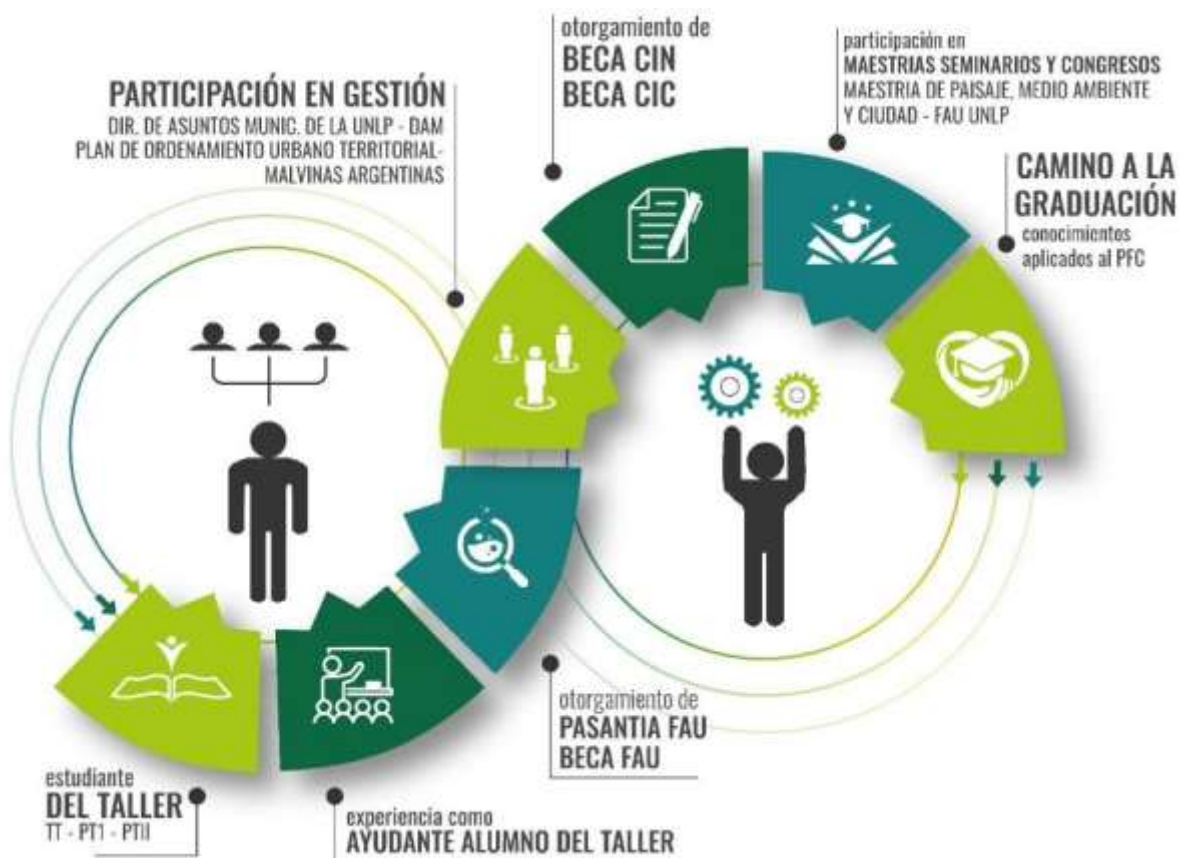 otorgamiento de
BECA CIN
BECA CIC
participación en
MAESTRIAS SEMINARIOS Y CONGRESOS
MAESTRIA DE PAISAJE, MEDIO AMBIENTE
Y CIUDAD - FAU UNLP
PARTICIPACIÓN EN GESTIÓN
DIR. DE ASUNTOS MUNIC. DE LA UNLP - DAM
PLAN DE ORDENAMIENTO URBANO TERRITORIAL-
MALVINAS ARGENTINAS
CAMINO A LA
GRADUACIÓN
conocimientos
aplicados al PFC
otorgamiento de
PASANTIA FAU
BECA FAU
estudiante
DEL TALLER
TT - PT1 - PTII
experiencia como
AYUDANTE ALUMNO DEL TALLER